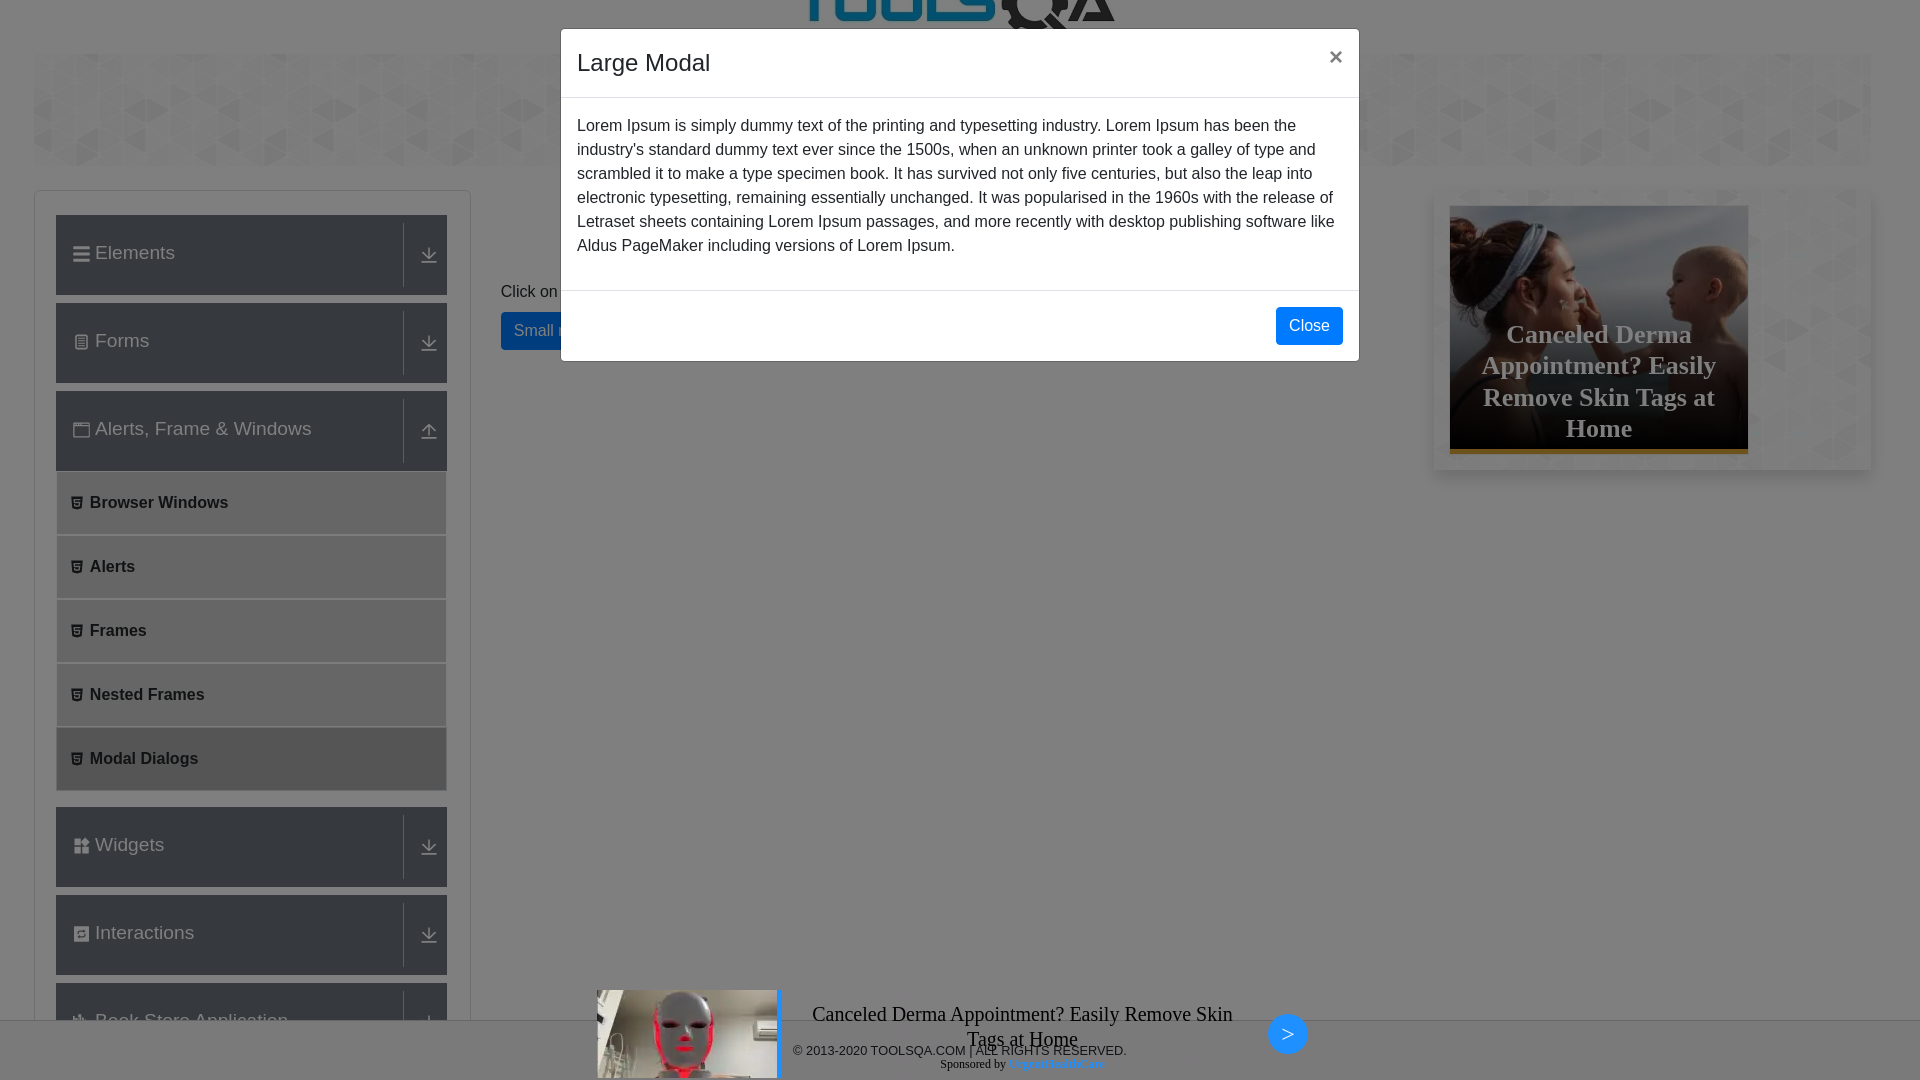 TOOLSQA
Large Modal
×
Lorem Ipsum is simply dummy text of the printing and typesetting industry. Lorem Ipsum has been the
industry's standard dummy text ever since the 1500s, when an unknown printer took a galley of type and
scrambled it to make a type specimen book. It has survived not only five centuries, but also the leap into
electronic typesetting, remaining essentially unchanged. It was popularised in the 1960s with the release of
Letraset sheets containing Lorem Ipsum passages, and more recently with desktop publishing software like
Aldus PageMaker including versions of Lorem Ipsum.
Close
Elements
Forms
Alerts, Frame & Windows
Browser Windows
Alerts
Frames
Nested Frames
Modal Dialogs
Widgets
Interactions
Book Store Application
Click on
Small
Canceled Derma
Appointment? Easily
Remove Skin Tags at
Home
Canceled Derma Appointment? Easily Remove Skin
Tags at Home
© 2013-2020 TOOLSQA.COM | ALL RIGHTS RESERVED.
Sponsored by
>